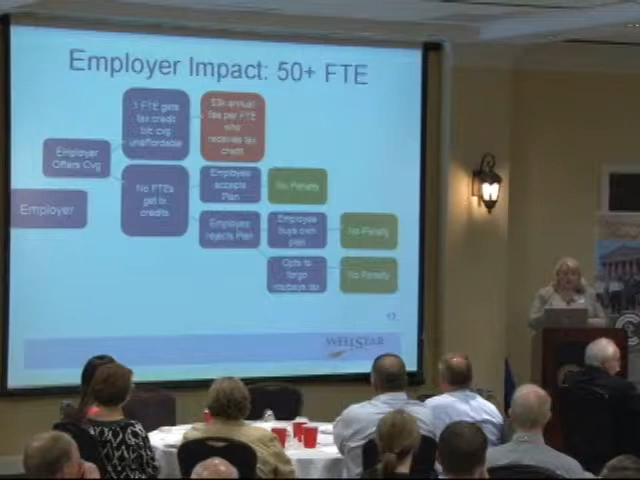 Employer Impact: 50+ FTE
1 FTE gets
tax credit
b/c cvg
unaffordable
$3k annual
fee per FTE
who
receives tax
credit
Employer
Offers Cvg
No FTEs
get tx
credits
Employee
accepts
Plan
No Penalty
Employer
Employee
rejects Plan
Employee
buys own
plan
No Penalty
Opts to
forgo
No Penalty
WELLSTAR